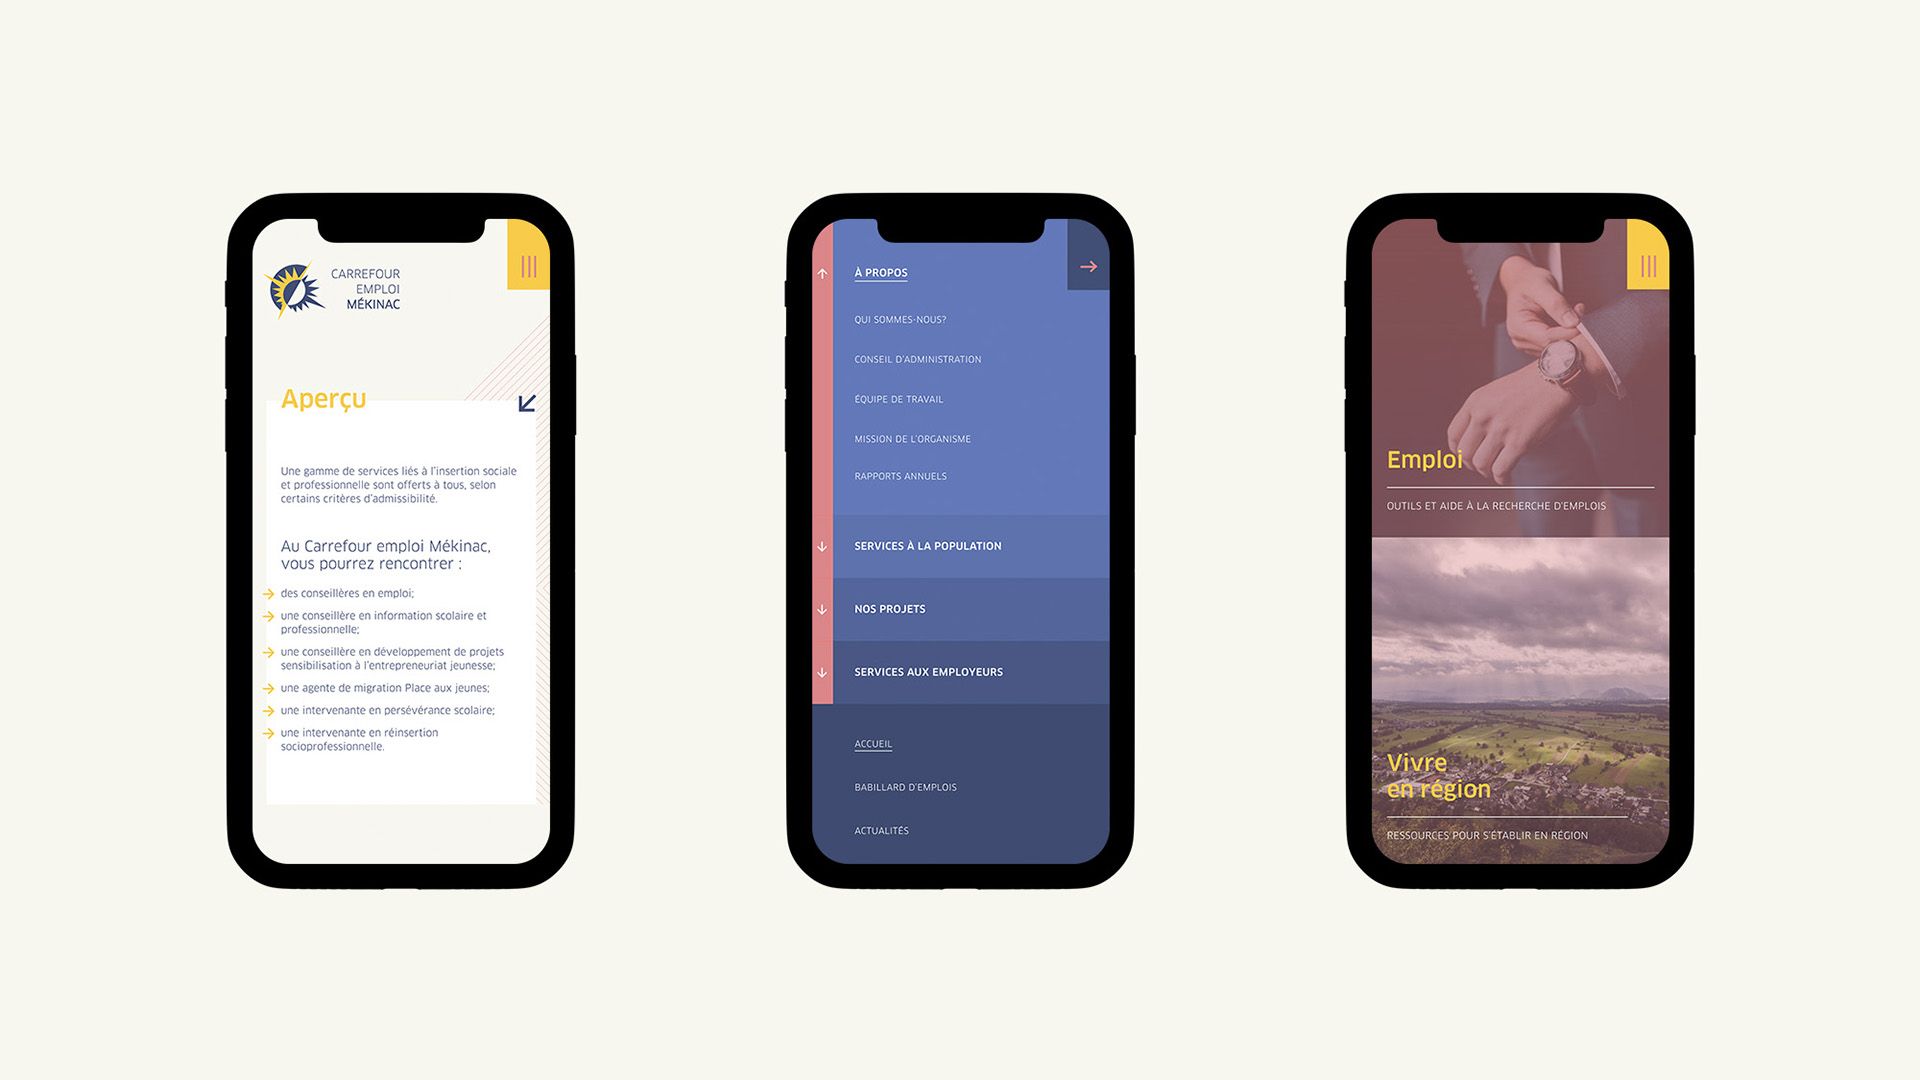 CARREFOUR
EMPLOI
MÉKINAC
Aperçu
Une gamme de services liés à l'insertion sociale
et professionnelle sont offerts à tous, selon
certains critères d'admissibilité.
Au Carrefour emploi Mékinac,
vous pourrez rencontrer :
des conseillères en emploi;
une conseillère en information scolaire et
professionnelle;
une conseillère en développement de projets
sensibilisation à l'entrepreneuriat jeunesse;
une agente de migration Place aux jeunes;
une intervenante en persévérance scolaire;
une intervenante en réinsertion
socioprofessionnelle.
À PROPOS
QUI SOMMES-NOUS?
CONSEIL D'ADMINISTRATION
ÉQUIPE DE TRAVAIL
MISSION DE L'ORGANISME
RAPPORTS ANNUELS
SERVICES À LA POPULATION
NOS PROJETS
SERVICES AUX EMPLOYEURS
ACCUEIL
BABILLARD D'EMPLOIS
ACTUALITÉS
Emploi
OUTILS ET AIDE À LA RECHERCHE D'EMPLOIS
Vivre
en région
RESSOURCES POUR S'ÉTABLIR EN RÉGION